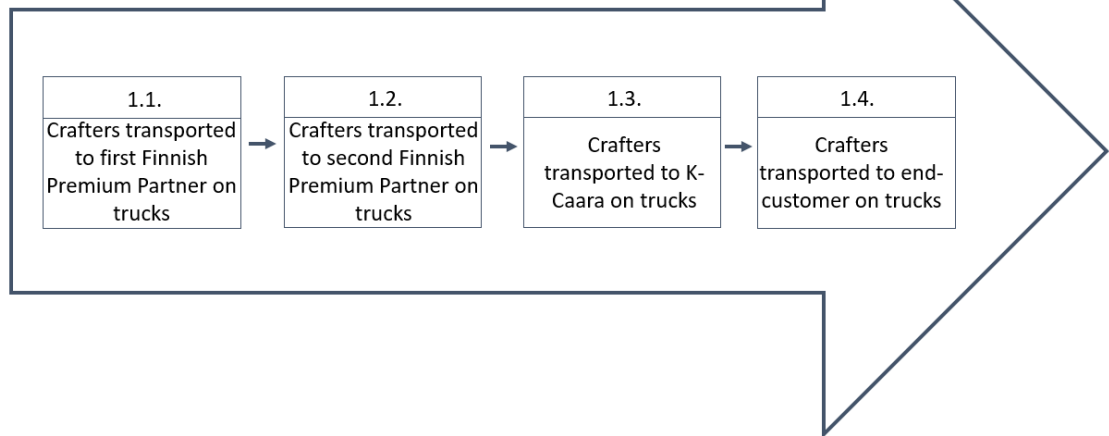 1.1.
Crafters transported
to first Finnish
Premium Partner on
trucks
1.2.
Crafters transported
to second Finnish
Premium Partner on
trucks
1.3.
Crafters
transported to K-
Caara on trucks
1.4.
Crafters
transported to end-
customer on trucks